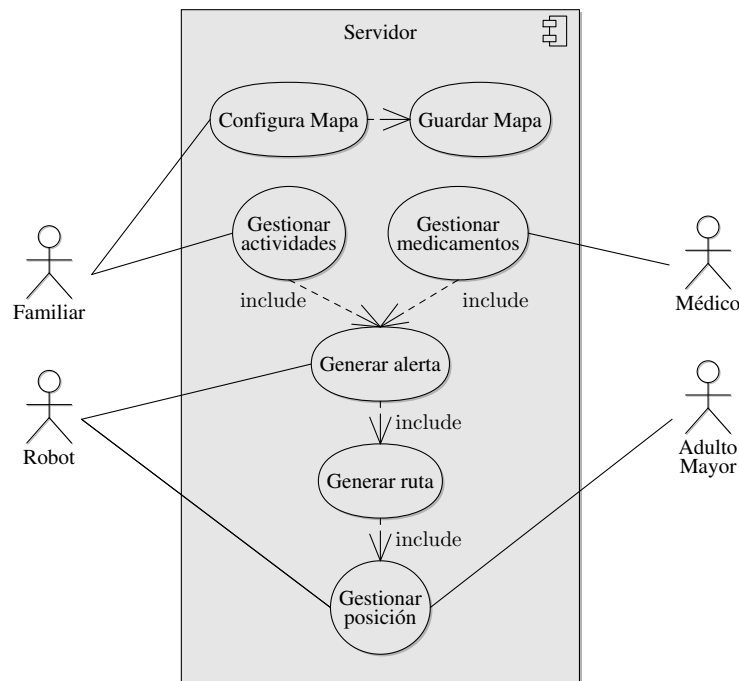 Servidor
Configura Mapa
Guardar Mapa
Gestionar
actividades
Gestionar
medicamentos
Familiar
Médico
include
include
Generar alerta
include
Robot
Adulto
Mayor
Generar ruta
include
Gestionar
posición